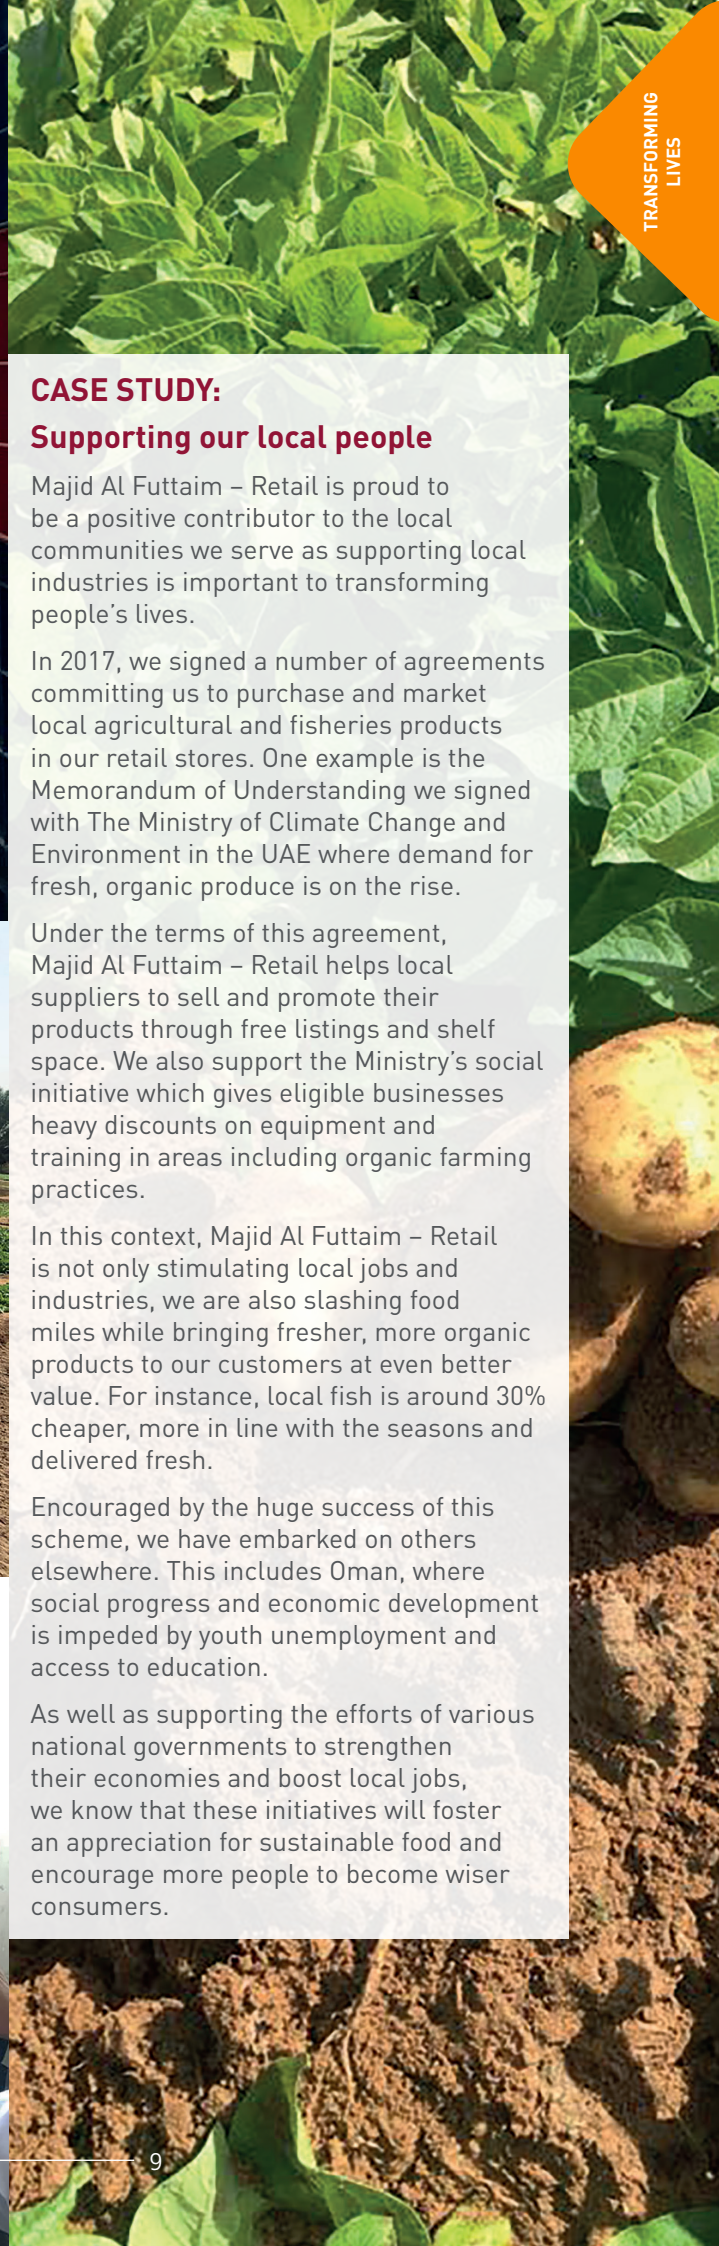 TRANSFORMING
LIVES
CASE STUDY:
Supporting our local people
Majid Al Futtaim – Retail is proud to
be a positive contributor to the local
communities we serve as supporting local
industries is important to transforming
people’s lives.
In 2017, we signed a number of agreements
committing us to purchase and market
local agricultural and fisheries products
in our retail stores. One example is the
Memorandum of Understanding we signed
with The Ministry of Climate Change and
Environment in the UAE where demand for
fresh, organic produce is on the rise.
Under the terms of this agreement,
Majid Al Futtaim – Retail helps local
suppliers to sell and promote their
products through free listings and shelf
space. We also support the Ministry’s social
initiative which gives eligible businesses
heavy discounts on equipment and
training in areas including organic farming
practices.
In this context, Majid Al Futtaim – Retail
is not only stimulating local jobs and
industries, we are also slashing food
miles while bringing fresher, more organic
products to our customers at even better
value. For instance, local fish is around 30%
cheaper, more in line with the seasons and
delivered fresh.
Encouraged by the huge success of this
scheme, we have embarked on others
elsewhere. This includes Oman, where
social progress and economic development
is impeded by youth unemployment and
access to education.
As well as supporting the efforts of various
national governments to strengthen
their economies and boost local jobs,
we know that these initiatives will foster
an appreciation for sustainable food and
encourage more people to become wiser
consumers.
9